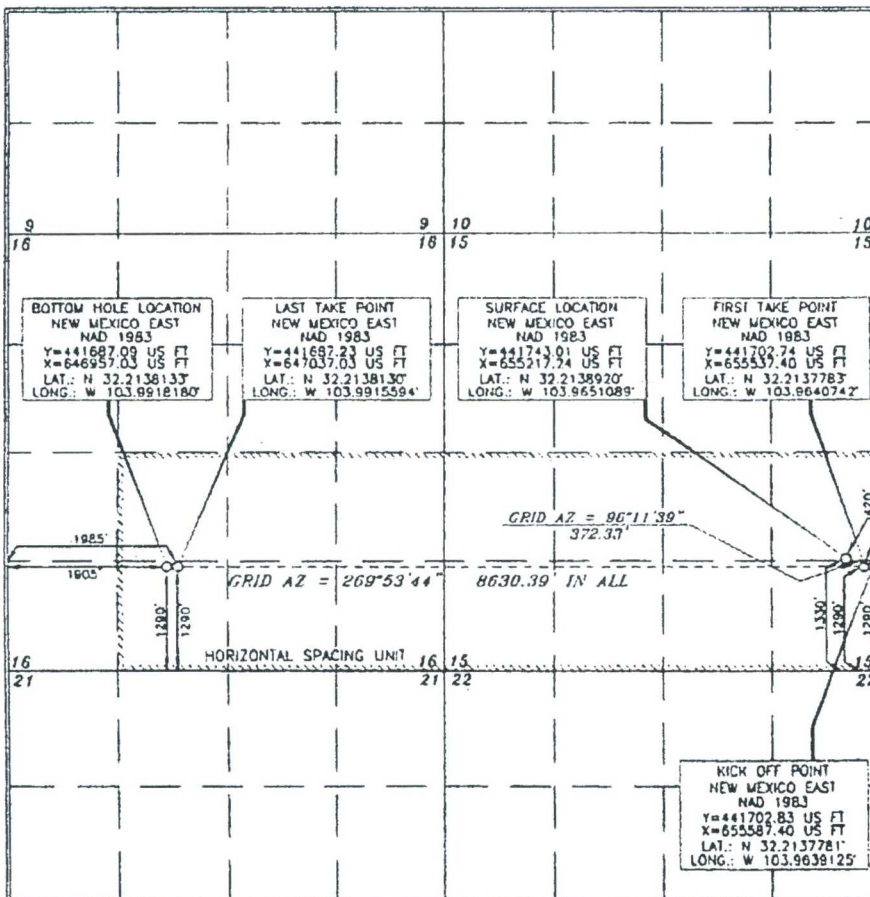 9
16
9 10
16 15
10
15
BOTTOM HOLE LOCATION
NEW MEXICO EAST
NAD 1983
Y=441687.09 US FT
X=646957.03 US FT
LAT.: N 32.2138133°
LONG.: W 103.9918180°
LAST TAKE POINT
NEW MEXICO EAST
NAD 1983
Y=441687.23 US FT
X=647037.03 US FT
LAT.: N 32.2138130°
LONG.: W 103.9915594°
SURFACE LOCATION
NEW MEXICO EAST
NAD 1983
Y=441743.01 US FT
X=655217.74 US FT
LAT.: N 32.2138920°
LONG.: W 103.9651089°
FIRST TAKE POINT
NEW MEXICO EAST
NAD 1983
Y=441702.74 US FT
X=655537.40 US FT
LAT.: N 32.2137783°
LONG.: W 103.9640742°
GRID AZ = 96°11'39"
372.33'
420'
1985'
1905'
GRID AZ = 269°53'44" 8630.39' IN ALL
1290'
1290'
1330'
1290'
1290'
HORIZONTAL SPACING UNIT
16
21
16 15
21 22
15
22
KICK OFF POINT
NEW MEXICO EAST
NAD 1983
Y=441702.83 US FT
X=655587.40 US FT
LAT.: N 32.2137781°
LONG.: W 103.9639125°